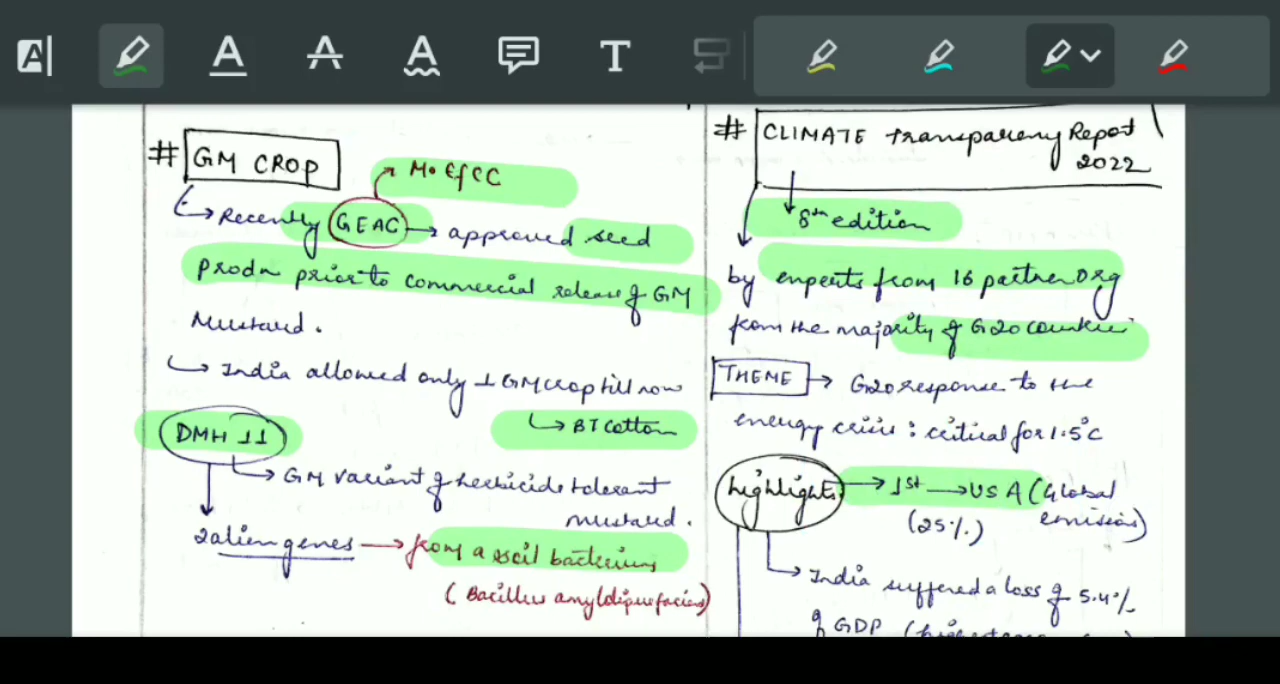 # GM CROP
Mo EfCC
↳ Recently GEAC → approved seed
prodn prior to commercial release of GM
Mustard.
↳ India allowed only 1 GM crop till now
↳ BT cotton
DMH 11
↳ GM variant of herbicide tolerant
mustard.
2 alien genes → from a soil bacterium
(Bacillus amyloliquefaciens)
# CLIMATE Transparency Report
2022
8th edition
by experts from 16 partner org
from the majority of G20 countries
THEME → G20 response to the
energy crisis : critical for 1.5°c
highlights → 1st → USA (Global
(25%.) emissions)
↳ India suffered a loss of 5.4%
of GDP